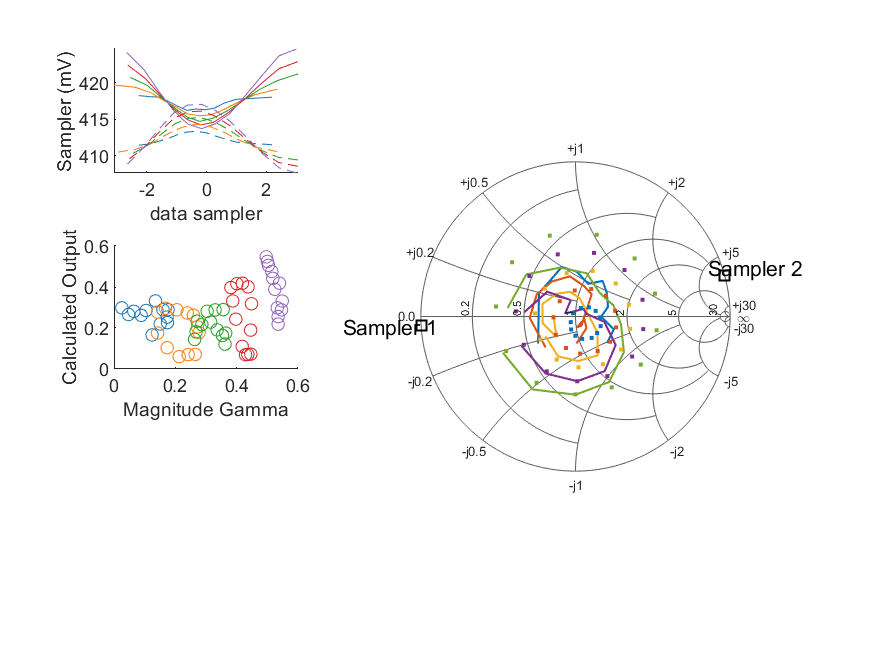 Sampler (mV)
420
415
410
-2
0
2
data sampler
Calculated Output
0.6
0.4
0.2
0
0
0.2
0.4
0.6
Magnitude Gamma
+j1
+j0.5
+j2
+j0.2
+j5
Sampler 2
0.0
0.2
0.5
1
2
5
30
+j30
∞
-j30
Sampler 1
-j0.2
-j5
-j0.5
-j2
-j1